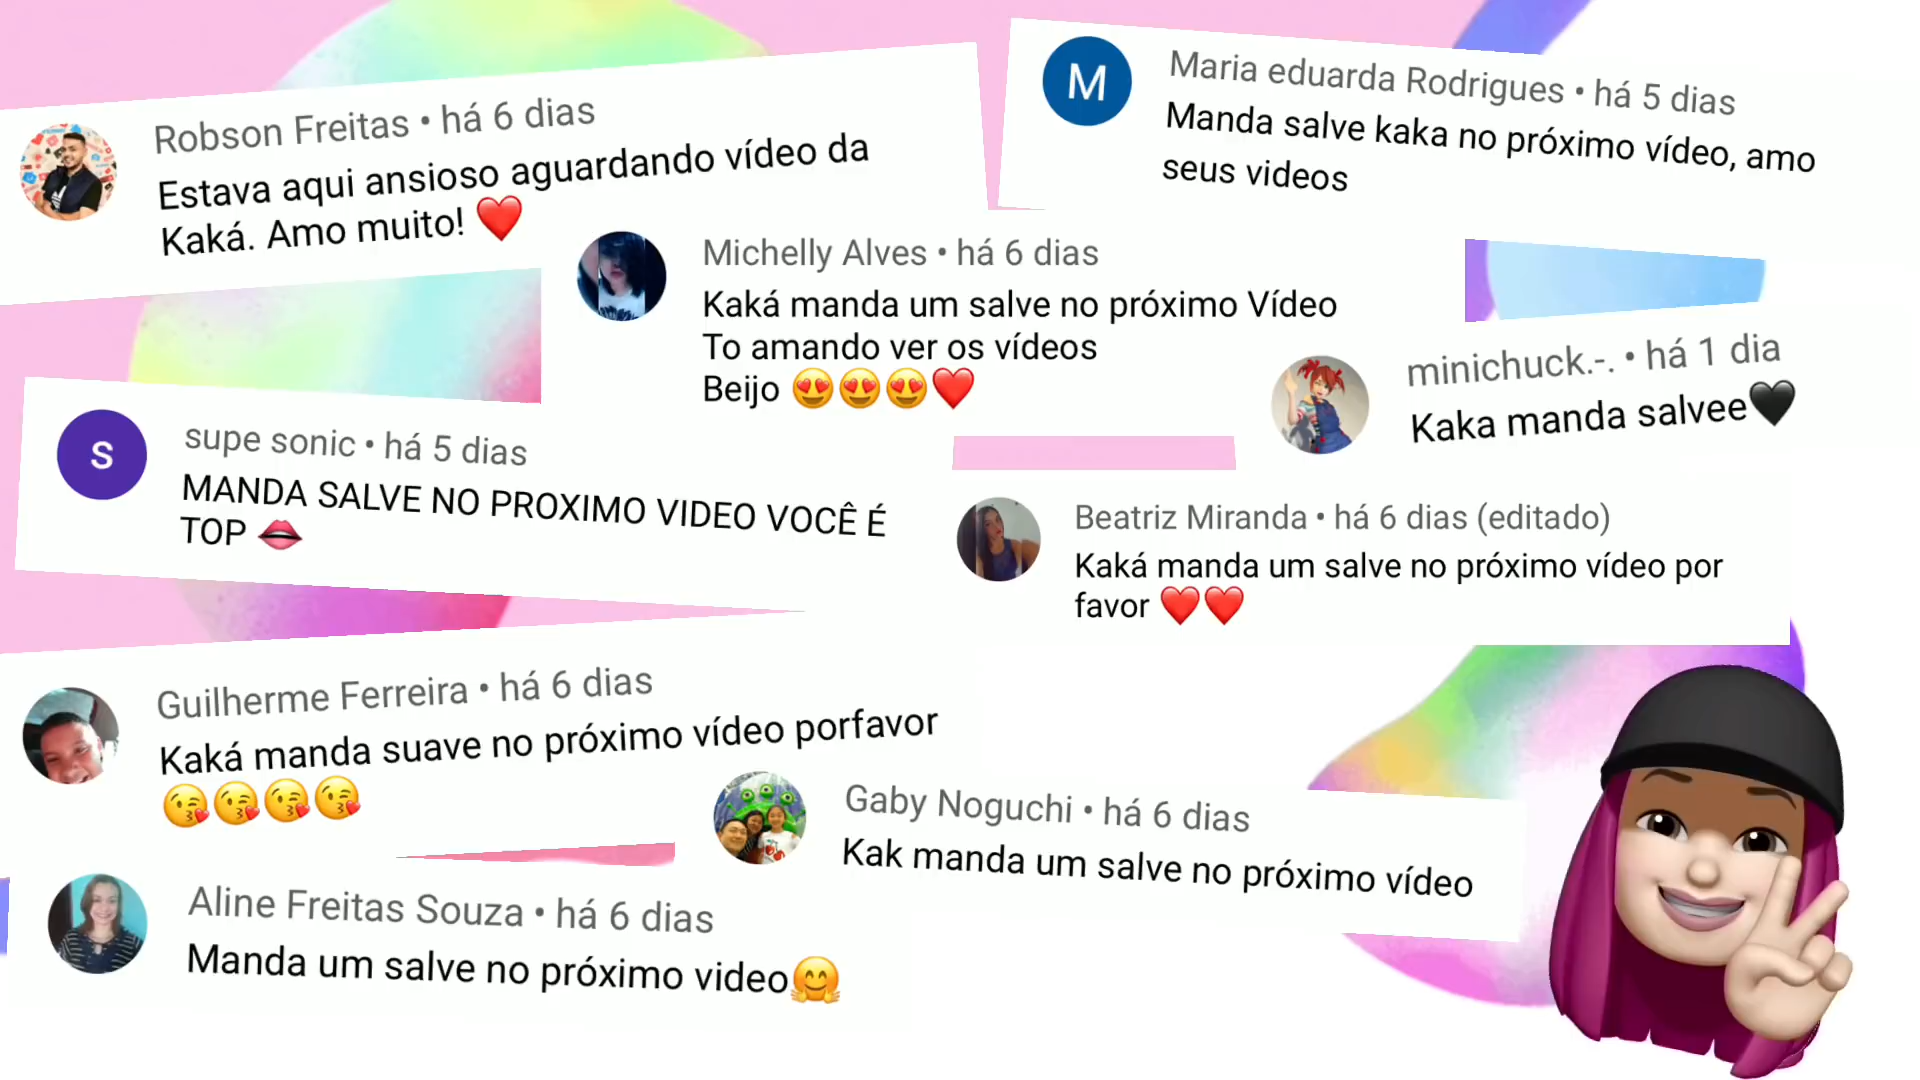 Robson Freitas • há 6 dias
Estava aqui ansioso aguardando vídeo da
Kaká. Amo muito! ❤️
M
Maria eduarda Rodrigues • há 5 dias
Manda salve kaka no próximo vídeo, amo
seus videos
Michelly Alves • há 6 dias
Kaká manda um salve no próximo Vídeo
To amando ver os vídeos
Beijo 😍😍😍❤️
minichuck.-. • há 1 dia
Kaka manda salvee🖤
s
supe sonic • há 5 dias
MANDA SALVE NO PROXIMO VIDEO VOCÊ É
TOP 👄
Beatriz Miranda • há 6 dias (editado)
Kaká manda um salve no próximo vídeo por
favor ❤️❤️
Guilherme Ferreira • há 6 dias
Kaká manda suave no próximo vídeo porfavor
😘😘😘😘
Gaby Noguchi • há 6 dias
Kak manda um salve no próximo vídeo
Aline Freitas Souza • há 6 dias
Manda um salve no próximo video🤗